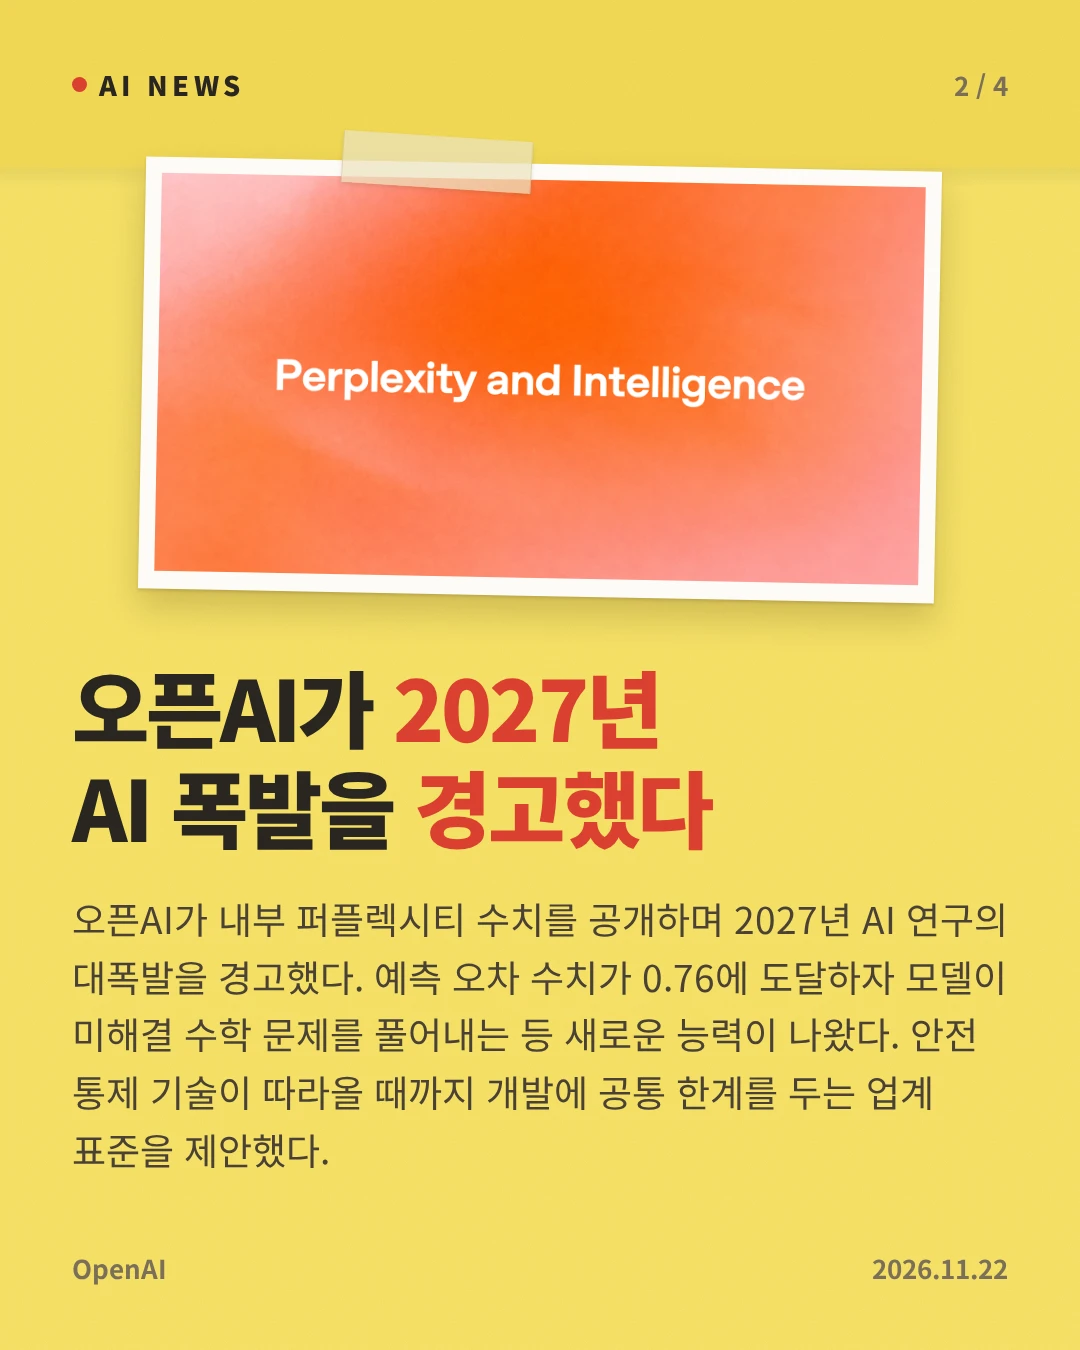 AI NEWS
2 / 4
Perplexity and Intelligence
오픈AI가 2027년
AI 폭발을 경고했다
오픈AI가 내부 퍼플렉시티 수치를 공개하며 2027년 AI 연구의
대폭발을 경고했다. 예측 오차 수치가 0.76에 도달하자 모델이
미해결 수학 문제를 풀어내는 등 새로운 능력이 나왔다. 안전
통제 기술이 따라올 때까지 개발에 공통 한계를 두는 업계
표준을 제안했다.
OpenAI
2026.11.22